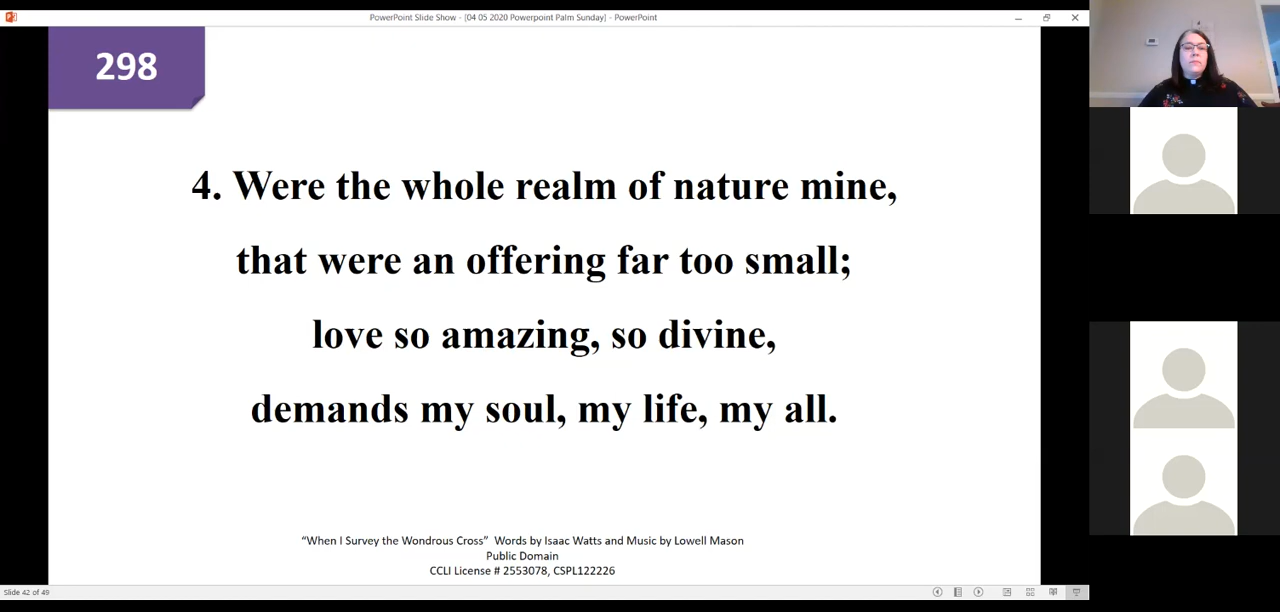 PowerPoint Slide Show - [04 05 2020 Powerpoint Palm Sunday] - PowerPoint
298
4. Were the whole realm of nature mine,
that were an offering far too small;
love so amazing, so divine,
demands my soul, my life, my all.
“When I Survey the Wondrous Cross” Words by Isaac Watts and Music by Lowell Mason
Public Domain
CCLI License # 2553078, CSPL122226
Slide 42 of 49